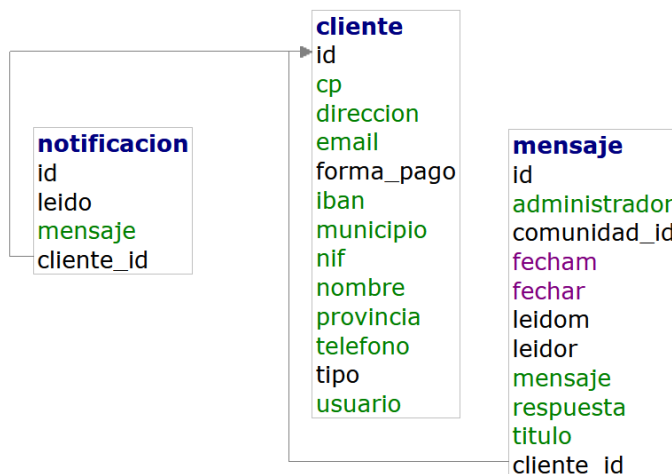 cliente
id
cp
direccion
email
forma_pago
iban
municipio
nif
nombre
provincia
telefono
tipo
usuario
notificacion
id
leido
mensaje
cliente_id
mensaje
id
administrador
comunidad_id
fecham
fechar
leidom
leidor
mensaje
respuesta
titulo
cliente_id